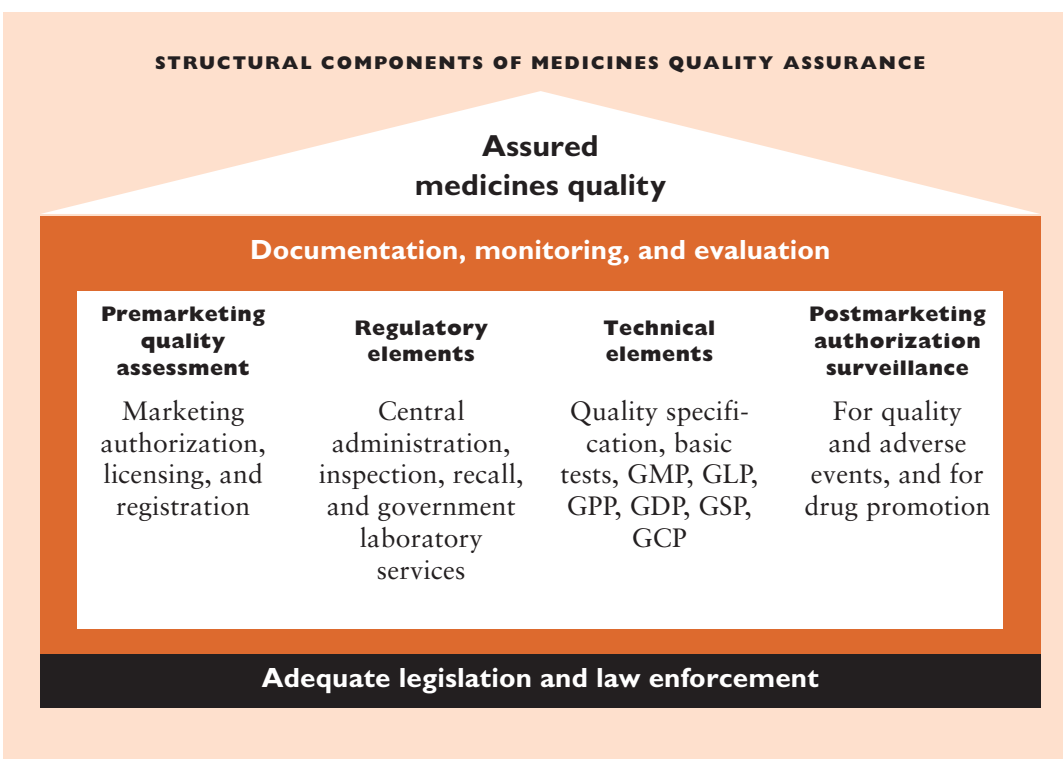 STRUCTURAL COMPONENTS OF MEDICINES QUALITY ASSURANCE
Assured
medicines quality
Documentation, monitoring, and evaluation
Premarketing
quality
assessment
Marketing
authorization,
licensing, and
registration
Regulatory
elements
Central
administration,
inspection, recall,
and government
laboratory
services
Technical
elements
Quality specifi-
cation, basic
tests, GMP, GLP,
GPP, GDP, GSP,
GCP
Postmarketing
authorization
surveillance
For quality
and adverse
events, and for
drug promotion
Adequate legislation and law enforcement